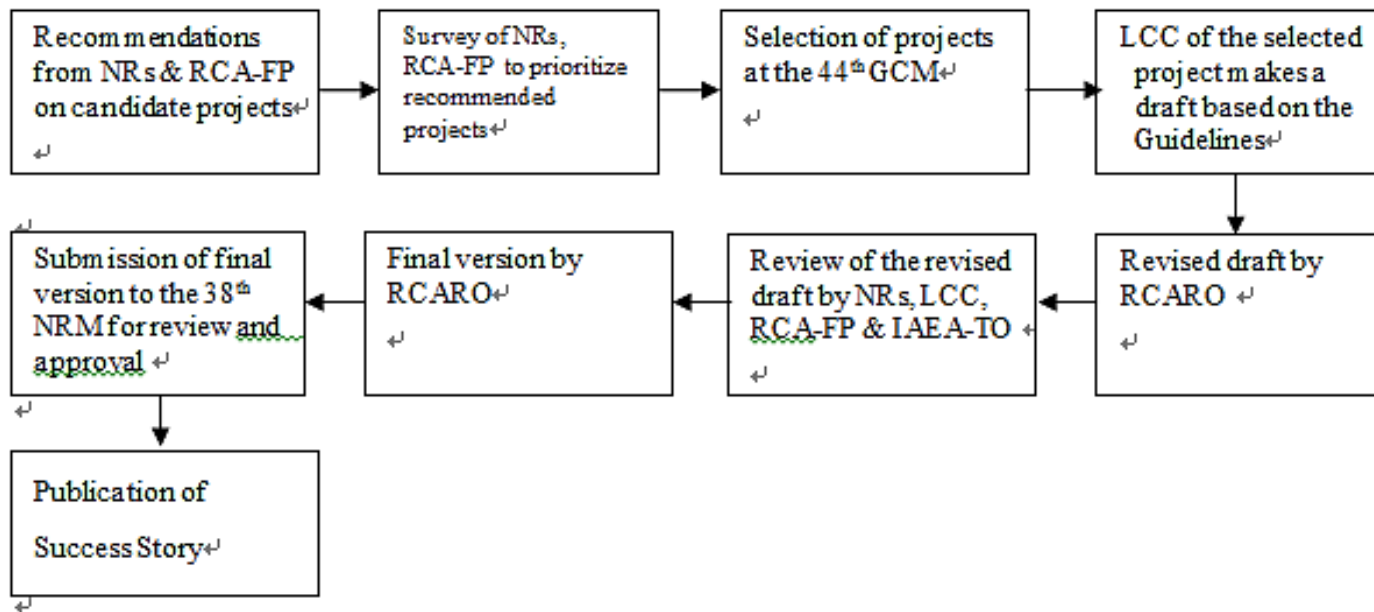 Recommendations
from NRs & RCA-FP
on candidate projects↵
↵
Survey of NRs,
RCA-FP to prioritize
recommended
projects↵
Selection of projects
at the 44th GCM↵
↵
LCC of the selected
project makes a
draft based on the
Guidelines↵
Revised draft by
RCARO ↵
↵
Review of the revised
draft by NRs, LCC,
RCA-FP & IAEA-TO ↵
↵
Final version by
RCARO↵
↵
↵
Submission of final
version to the 38th
NRM for review and
approval ↵
↵
Publication of
Success Story↵
↵